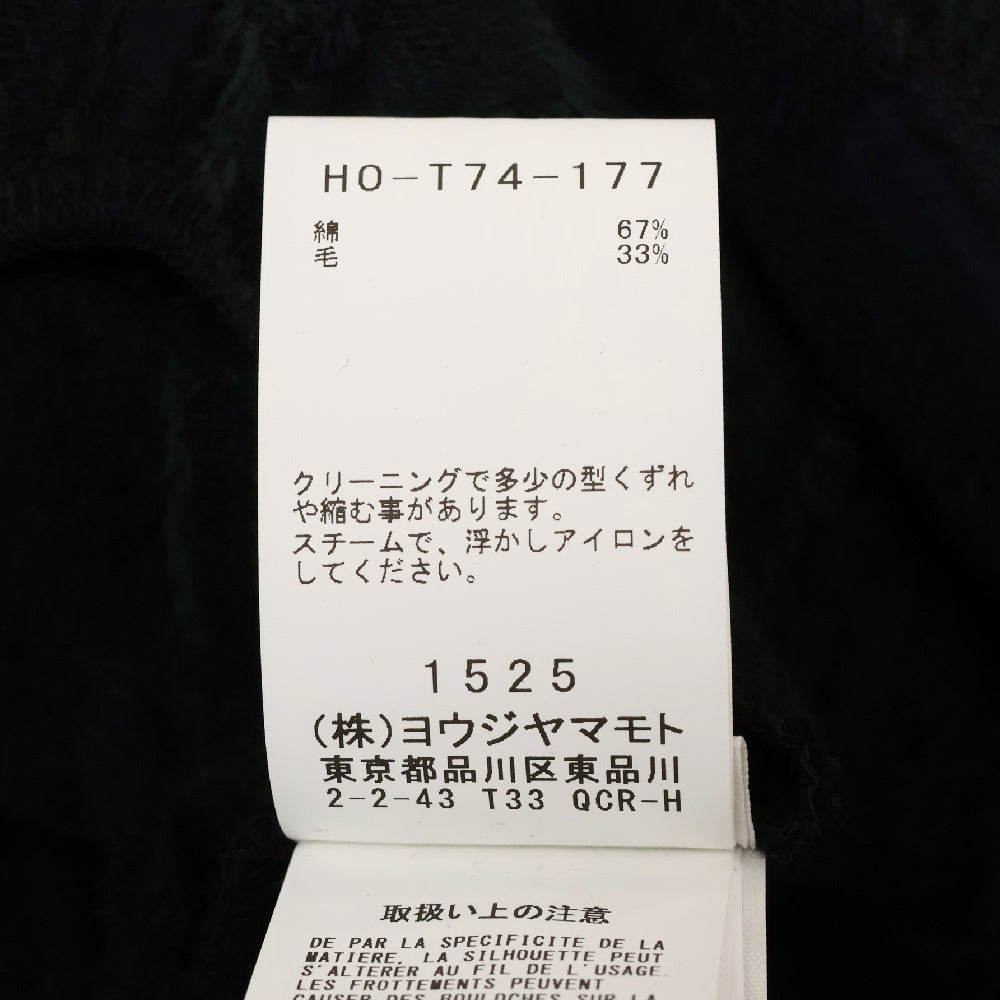 HO-T74-177
綿 67%
毛 33%
クリーニングで多少の型くずれ
や縮む事があります。
スチームで、浮かしアイロンを
してください。
1525
(株)ヨウジヤマモト
東京都品川区東品川
2-2-43 T33 QCR-H
取扱い上の注意
DE PAR LA SPECIFICITE DE LA
MATIERE, LA SILHOUETTE PEUT
S'ALTERER AU FIL DE L'USAGE.
LES FROTTEMENTS PEUVENT
CAUSER DES BOULOCHES SUR LA